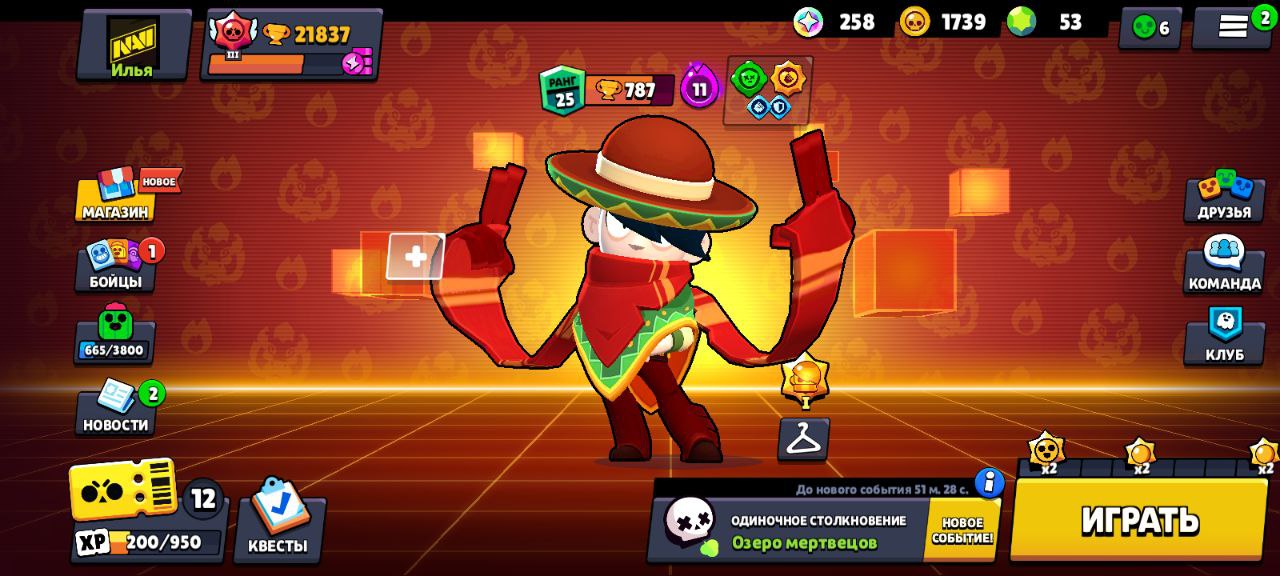 NAVI
Илья
III
21837
258
1739
53
6
2
РАНГ
25
787
11
НОВОЕ
МАГАЗИН
1
БОЙЦЫ
665/3800
2
НОВОСТИ
12
XP
200/950
КВЕСТЫ
ДРУЗЬЯ
КОМАНДА
КЛУБ
I
До нового события 51 м. 28 с.
i
ОДИНОЧНОЕ СТОЛКНОВЕНИЕ
Озеро мертвецов
НОВОЕ
СОБЫТИЕ!
x2
x2
x2
ИГРАТЬ